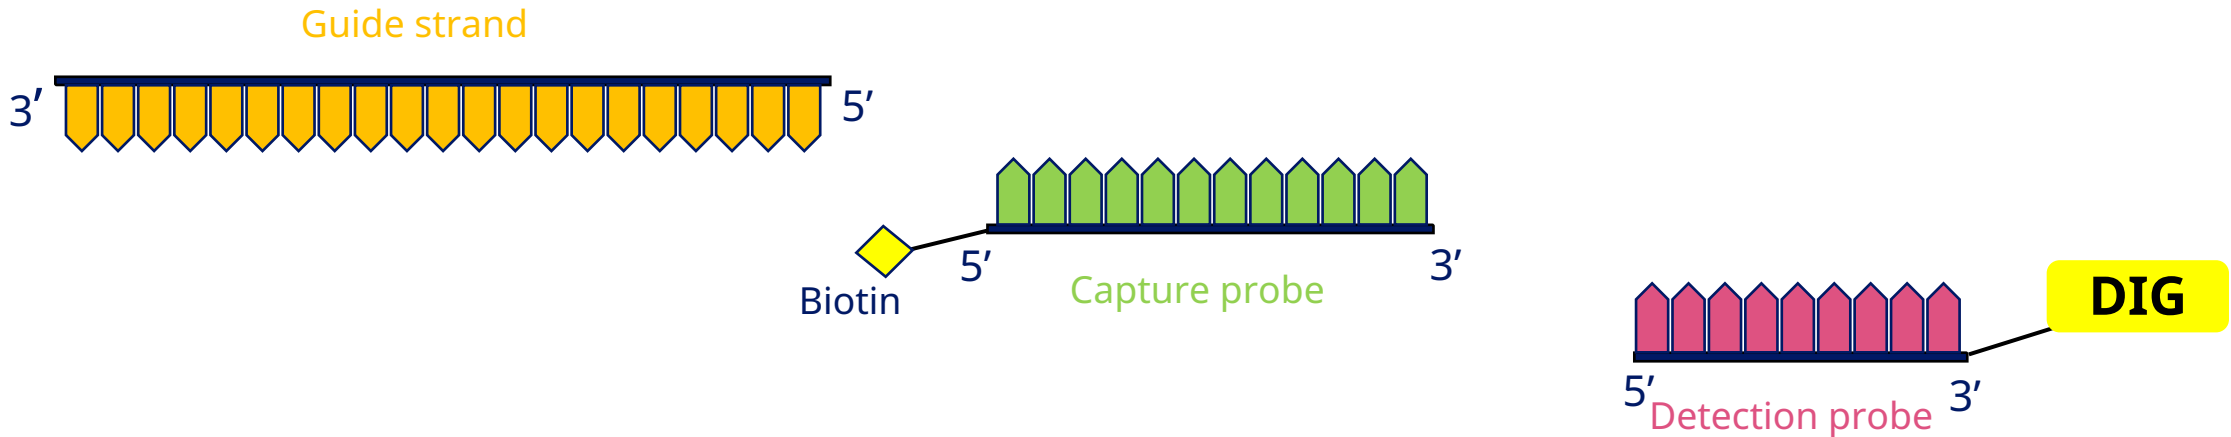 Guide strand
3’
5’
5’
3’
Biotin
Capture probe
DIG
5’
3’
Detection probe